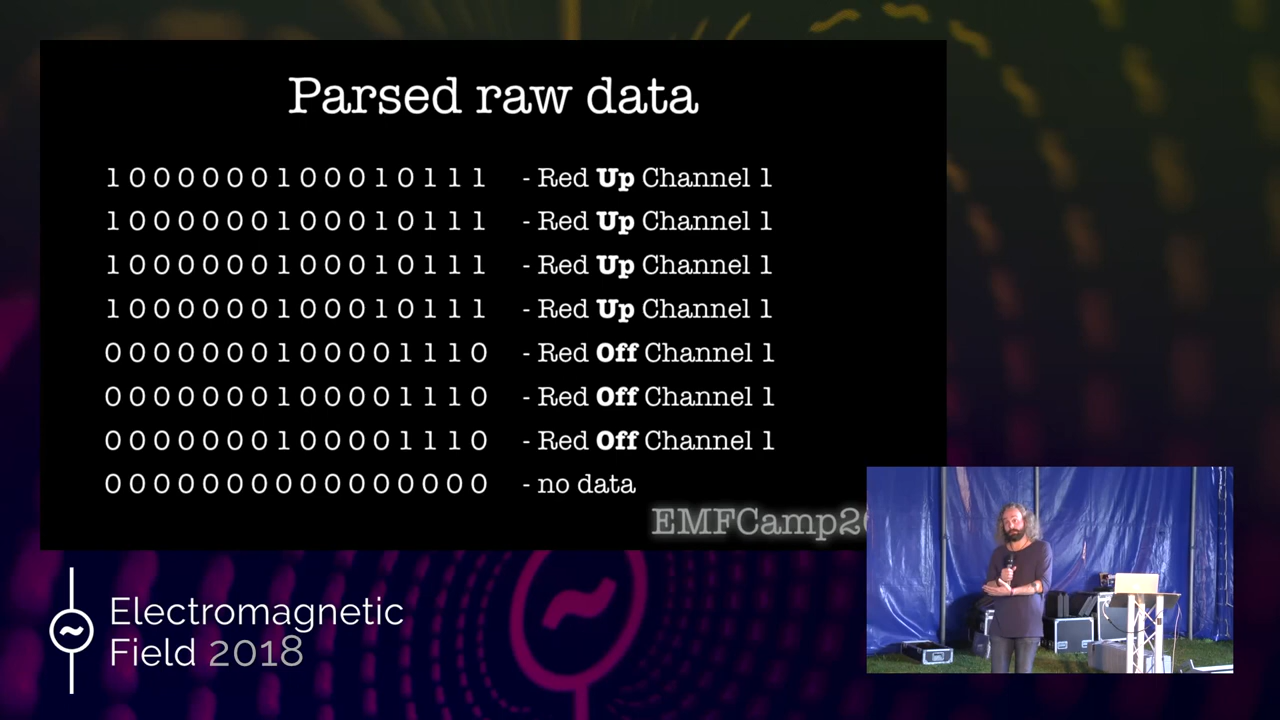 Parsed raw data
1 0 0 0 0 0 0 1 0 0 0 1 0 1 1 1 - Red Up Channel 1
1 0 0 0 0 0 0 1 0 0 0 1 0 1 1 1 - Red Up Channel 1
1 0 0 0 0 0 0 1 0 0 0 1 0 1 1 1 - Red Up Channel 1
1 0 0 0 0 0 0 1 0 0 0 1 0 1 1 1 - Red Up Channel 1
0 0 0 0 0 0 0 1 0 0 0 0 1 1 1 0 - Red Off Channel 1
0 0 0 0 0 0 0 1 0 0 0 0 1 1 1 0 - Red Off Channel 1
0 0 0 0 0 0 0 1 0 0 0 0 1 1 1 0 - Red Off Channel 1
0 0 0 0 0 0 0 0 0 0 0 0 0 0 0 0 - no data
EMFCamp20
Electromagnetic
Field 2018